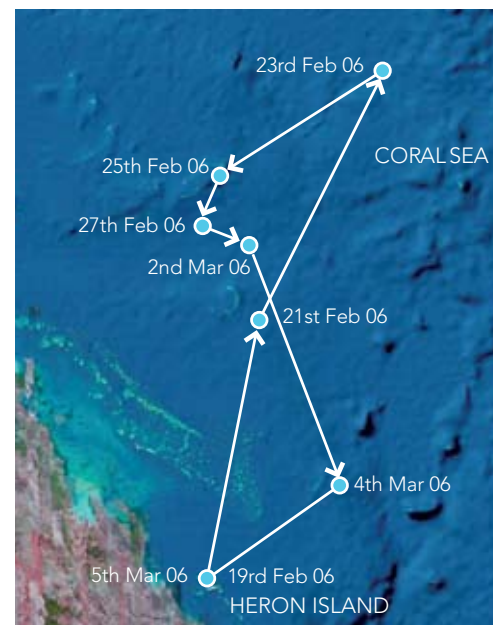 23rd Feb 06
CORAL SEA
25th Feb 06
27th Feb 06
2nd Mar 06
21st Feb 06
4th Mar 06
5th Mar 06 19rd Feb 06
HERON ISLAND